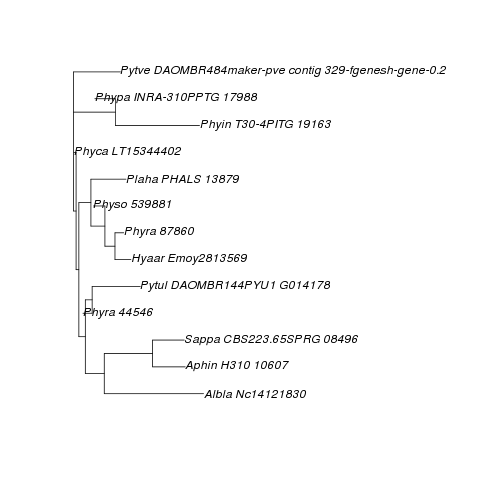 Pytve DAOMBR484maker-pve contig 329-fgenesh-gene-0.2
Phypa INRA-310PPTG 17988
Phyin T30-4PITG 19163
Phyca LT15344402
Plaha PHALS 13879
Physo 539881
Phyra 87860
Hyaar Emoy2813569
Pytul DAOMBR144PYU1 G014178
Phyra 44546
Sappa CBS223.65SPRG 08496
Aphin H310 10607
Albla Nc14121830